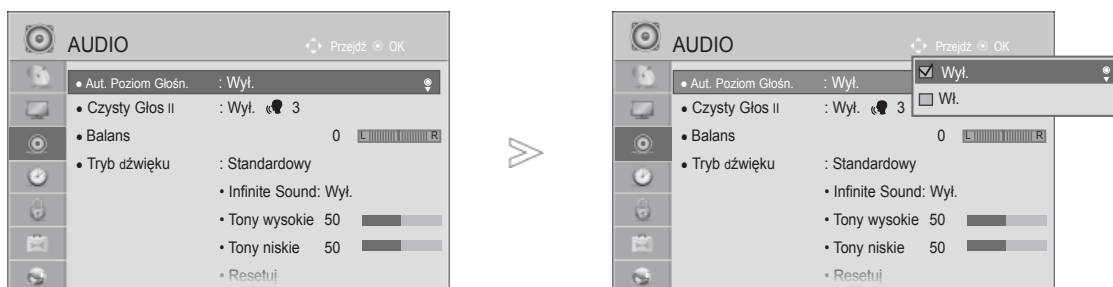 AUDIO
Przejdź OK
• Aut. Poziom Głośn. : Wył.
• Czysty Głos II : Wył. 3
• Balans 0 L R
• Tryb dźwięku : Standardowy
• Infinite Sound: Wył.
• Tony wysokie 50
• Tony niskie 50
• Resetuj
AUDIO
Przejdź OK
• Aut. Poziom Głośn. : Wył.
• Czysty Głos II : Wył. 3
• Balans 0 L R
• Tryb dźwięku : Standardowy
• Infinite Sound: Wył.
• Tony wysokie 50
• Tony niskie 50
• Resetuj
Wył.
Wł.